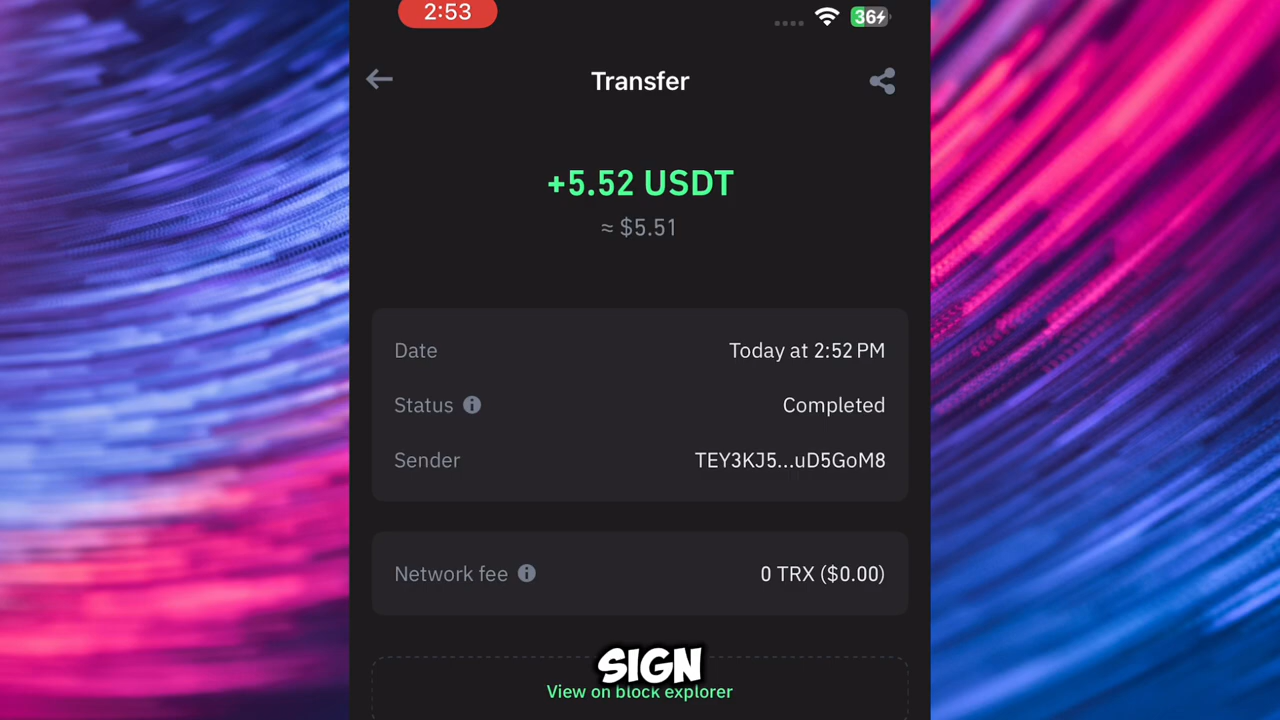 2:53
36
Transfer
+5.52 USDT
≈ $5.51
Date Today at 2:52 PM
Status Completed
Sender TEY3KJ5...uD5GoM8
Network fee 0 TRX ($0.00)
SIGN
View on block explorer